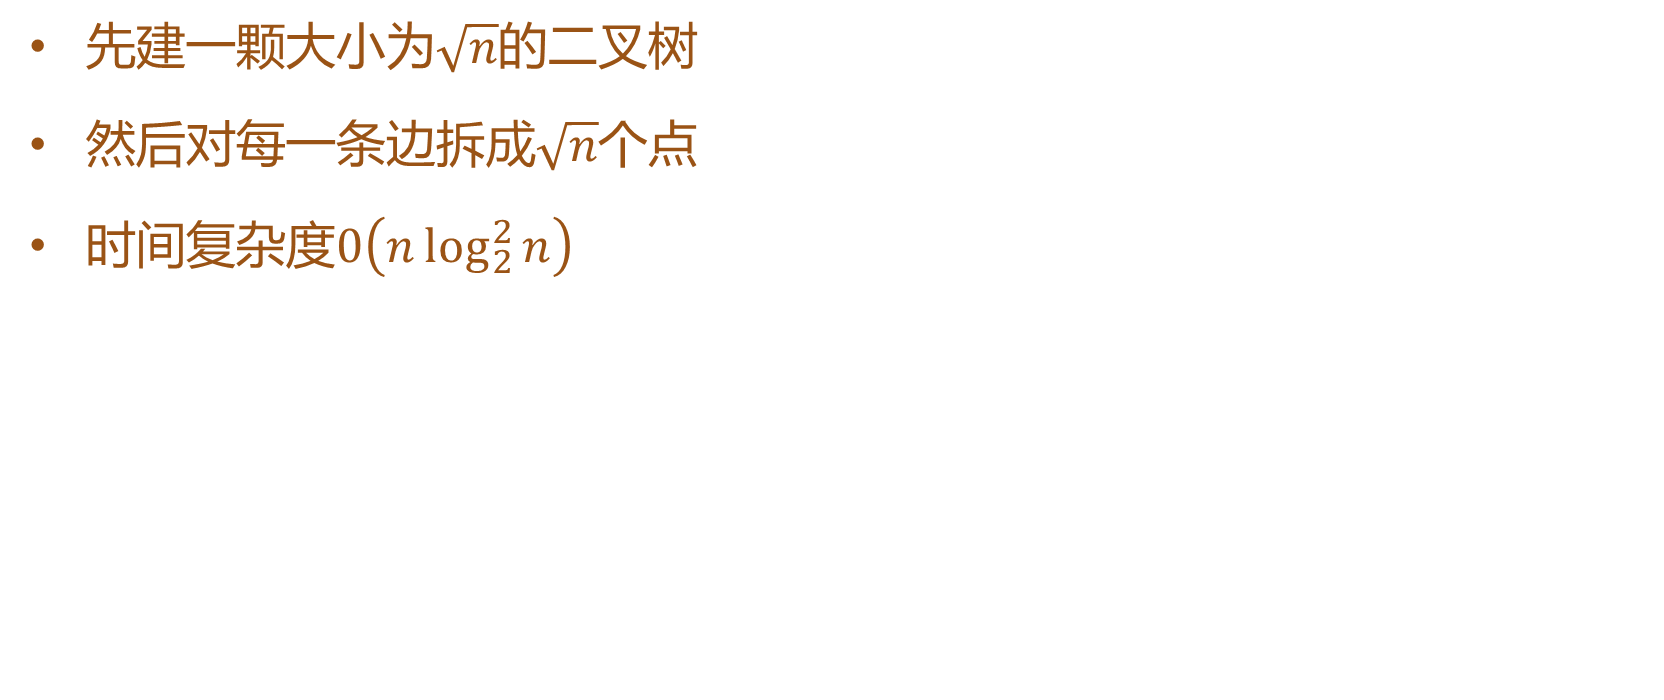 • 先建一颗大小为√n的二叉树
• 然后对每一条边拆成√n个点
• 时间复杂度0(n log₂² n)